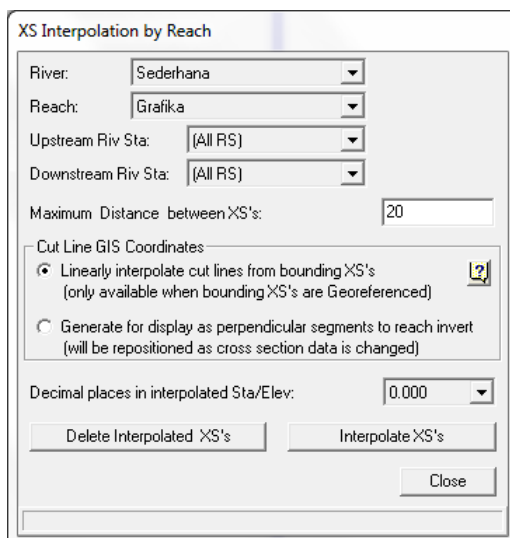 XS Interpolation by Reach
River: Sederhana
Reach: Grafika
Upstream Riv Sta: (All RS)
Downstream Riv Sta: (All RS)
Maximum Distance between XS's: 20
Cut Line GIS Coordinates
Linearly interpolate cut lines from bounding XS's
(only available when bounding XS's are Georeferenced)
Generate for display as perpendicular segments to reach invert
(will be repositioned as cross section data is changed)
Decimal places in interpolated Sta/Elev: 0.000
Delete Interpolated XS's Interpolate XS's
Close